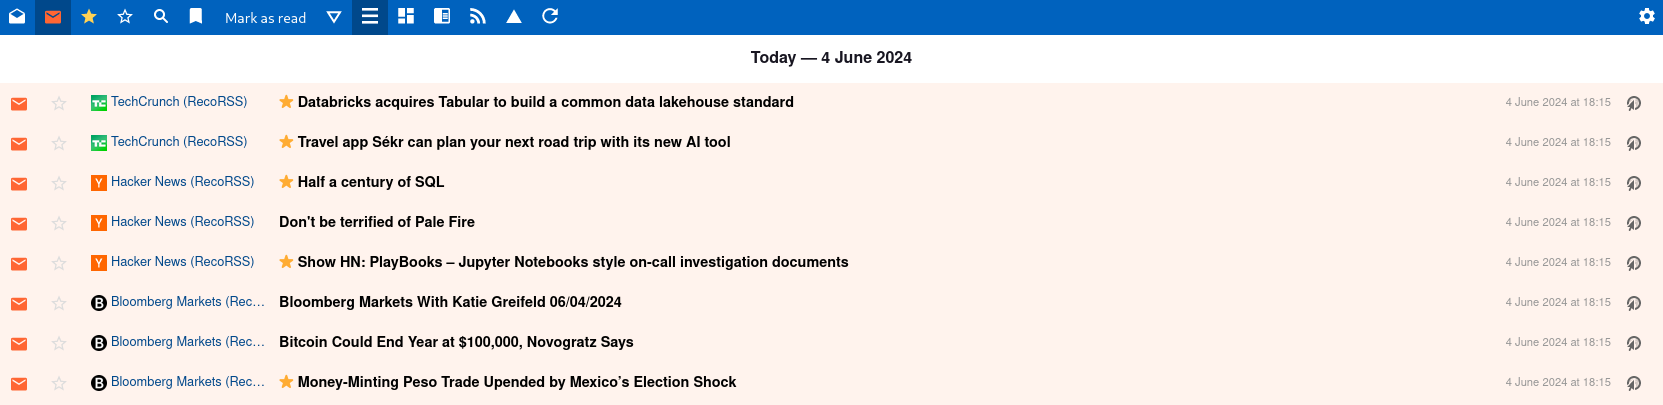 Mark as read
Today — 4 June 2024
TechCrunch (RecoRSS) ⭐ Databricks acquires Tabular to build a common data lakehouse standard 4 June 2024 at 18:15
TechCrunch (RecoRSS) ⭐ Travel app Sékr can plan your next road trip with its new AI tool 4 June 2024 at 18:15
Hacker News (RecoRSS) ⭐ Half a century of SQL 4 June 2024 at 18:15
Hacker News (RecoRSS) Don't be terrified of Pale Fire 4 June 2024 at 18:15
Hacker News (RecoRSS) ⭐ Show HN: PlayBooks – Jupyter Notebooks style on-call investigation documents 4 June 2024 at 18:15
Bloomberg Markets (Rec… Bloomberg Markets With Katie Greifeld 06/04/2024 4 June 2024 at 18:15
Bloomberg Markets (Rec… Bitcoin Could End Year at $100,000, Novogratz Says 4 June 2024 at 18:15
Bloomberg Markets (Rec… ⭐ Money-Minting Peso Trade Upended by Mexico’s Election Shock 4 June 2024 at 18:15